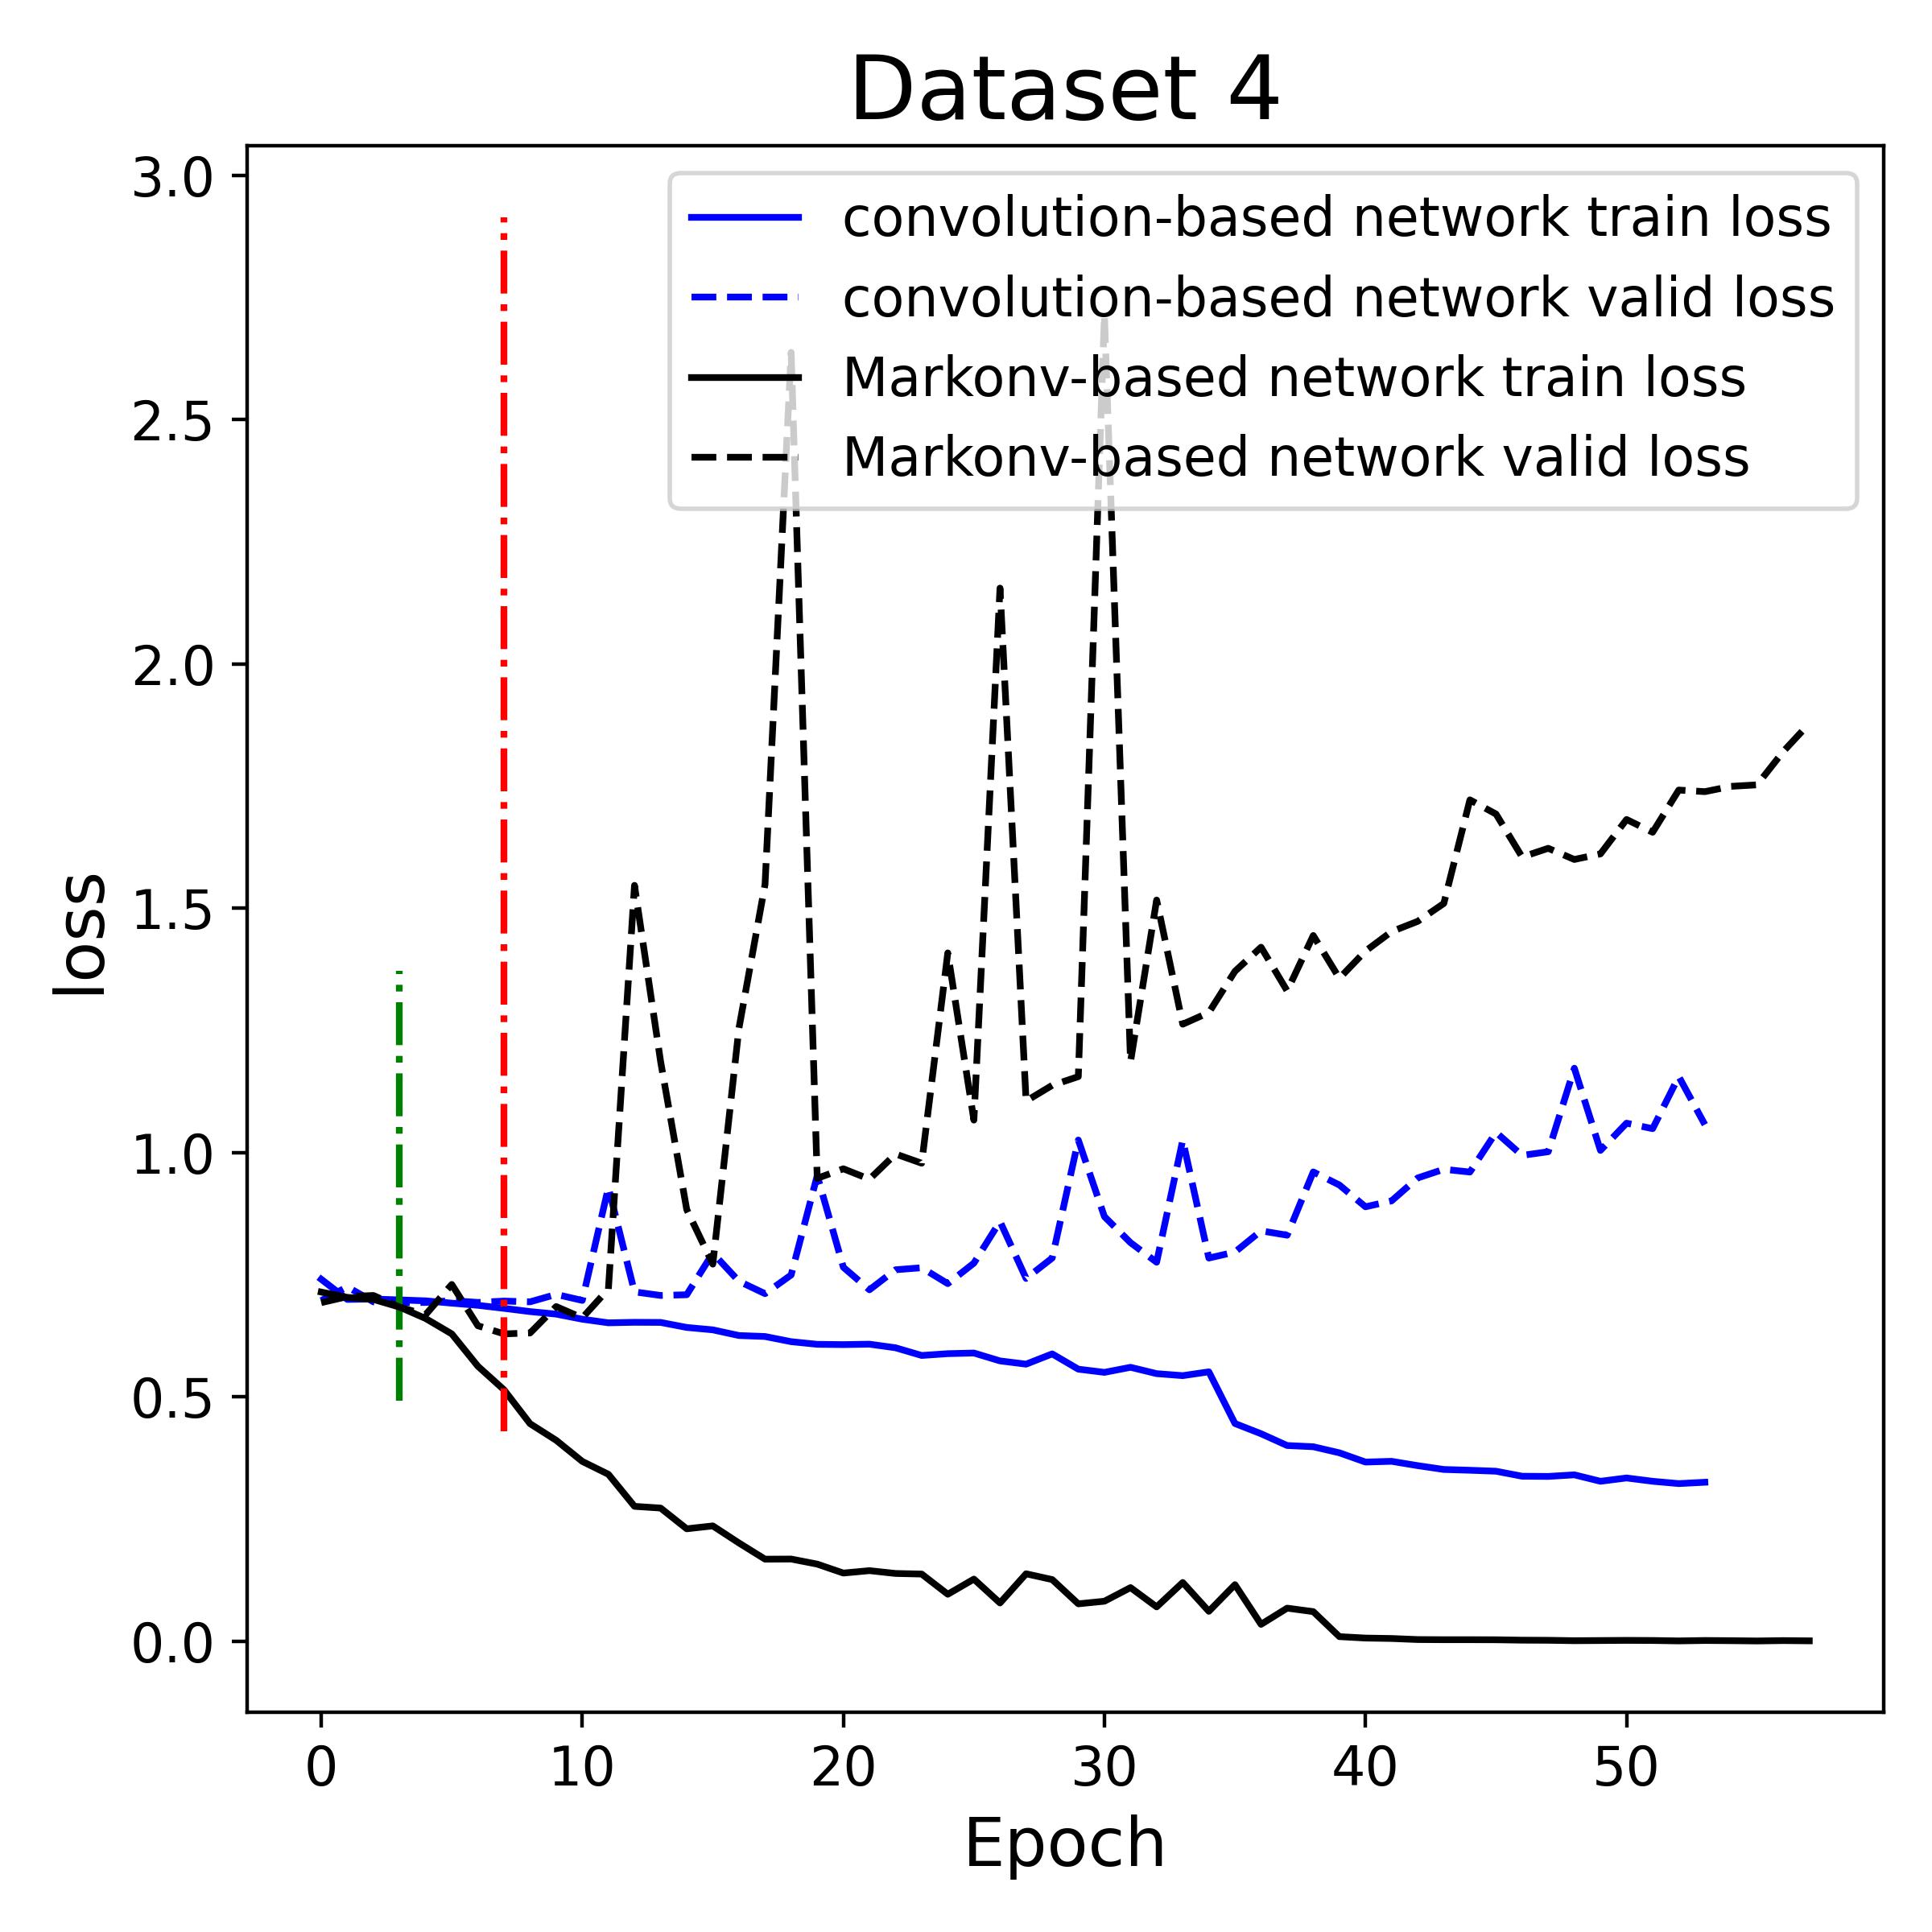 Dataset 4
3.0
2.5
2.0
1.5
1.0
0.5
0.0
loss
convolution-based network train loss
convolution-based network valid loss
Markonv-based network train loss
Markonv-based network valid loss
0 10 20 30 40 50
Epoch